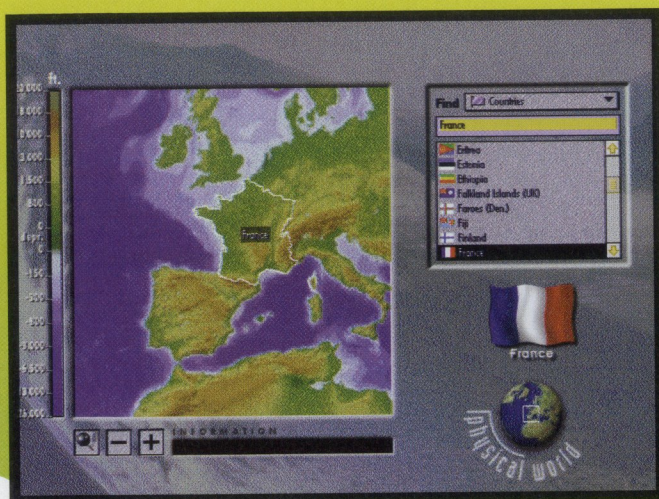 ft.
France
INFORMATION
Find Countries
France
Eritrea
Estonia
Ethiopia
Falkland Islands (UK)
Faroes (Den.)
Fiji
Finland
France
France
physical world